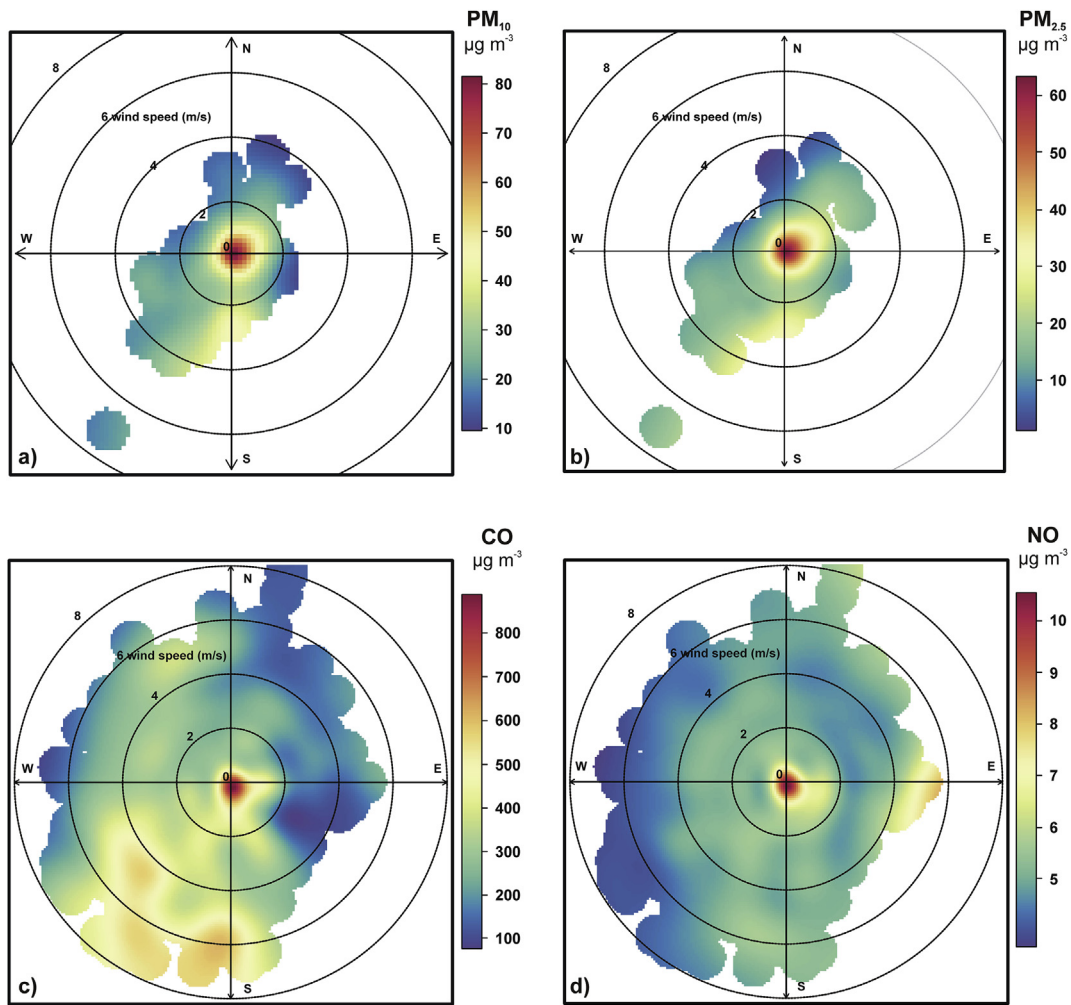 PM10
µg m-3
N
8
6 wind speed (m/s)
4
2
0
W
E
S
a)
80
70
60
50
40
30
20
10
PM2.5
µg m-3
N
8
6 wind speed (m/s)
4
2
0
W
E
S
b)
60
50
40
30
20
10
CO
µg m-3
N
8
6 wind speed (m/s)
4
2
0
W
E
S
c)
800
700
600
500
400
300
200
100
NO
µg m-3
N
8
6 wind speed (m/s)
4
2
0
W
E
S
d)
10
9
8
7
6
5